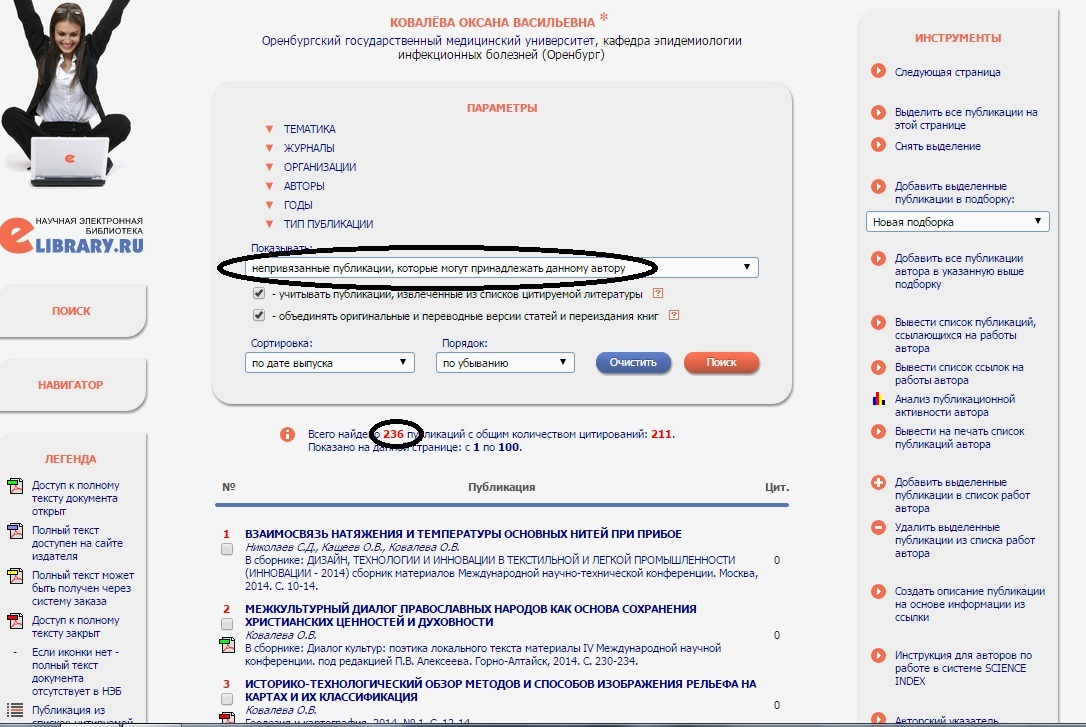 КОВАЛЁВА ОКСАНА ВАСИЛЬЕВНА *
Оренбургский государственный медицинский университет, кафедра эпидемиологии
инфекционных болезней (Оренбург)
НАУЧНАЯ ЭЛЕКТРОННАЯ
БИБЛИОТЕКА
eLIBRARY.RU
ПОИСК
НАВИГАТОР
ЛЕГЕНДА
Доступ к полному
тексту документа
открыт
Полный текст
доступен на сайте
издателя
Полный текст может
быть получен через
систему заказа
Доступ к полному
тексту закрыт
- Если иконки нет -
полный текст
документа
отсутствует в НЭБ
Публикация из
списков цитируемой
ПАРАМЕТРЫ
ТЕМАТИКА
ЖУРНАЛЫ
ОРГАНИЗАЦИИ
АВТОРЫ
ГОДЫ
ТИП ПУБЛИКАЦИИ
Показывать:
непривязанные публикации, которые могут принадлежать данному автору
- учитывать публикации, извлеченные из списков цитируемой литературы ?
- объединять оригинальные и переводные версии статей и переиздания книг ?
Сортировка: Порядок:
по дате выпуска по убыванию Очистить Поиск
Всего найдено 236 публикаций с общим количеством цитирований: 211.
Показано на данной странице: с 1 по 100.
№ Публикация Цит.
1 ВЗАИМОСВЯЗЬ НАТЯЖЕНИЯ И ТЕМПЕРАТУРЫ ОСНОВНЫХ НИТЕЙ ПРИ ПРИБОЕ
Николаев С.Д., Кащеев О.В., Ковалева О.В.
В сборнике: ДИЗАЙН, ТЕХНОЛОГИИ И ИННОВАЦИИ В ТЕКСТИЛЬНОЙ И ЛЕГКОЙ ПРОМЫШЛЕННОСТИ 0
(ИННОВАЦИИ - 2014) сборник материалов Международной научно-технической конференции. Москва,
2014. С. 10-14.
2 МЕЖКУЛЬТУРНЫЙ ДИАЛОГ ПРАВОСЛАВНЫХ НАРОДОВ КАК ОСНОВА СОХРАНЕНИЯ
ХРИСТИАНСКИХ ЦЕННОСТЕЙ И ДУХОВНОСТИ
Ковалева О.В. 0
В сборнике: Диалог культур: поэтика локального текста материалы IV Международной научной
конференции. под редакцией П.В. Алексеева. Горно-Алтайск, 2014. С. 230-234.
3 ИСТОРИКО-ТЕХНОЛОГИЧЕСКИЙ ОБЗОР МЕТОДОВ И СПОСОБОВ ИЗОБРАЖЕНИЯ РЕЛЬЕФА НА
КАРТАХ И ИХ КЛАССИФИКАЦИЯ
Ковалева О.В. 0
Геодезия и картография. 2014. № 1. С. 12-14.
ИНСТРУМЕНТЫ
Следующая страница
Выделить все публикации на
этой странице
Снять выделение
Добавить выделенные
публикации в подборку:
Новая подборка
Добавить все публикации
автора в указанную выше
подборку
Вывести список публикаций,
ссылающихся на работы
автора
Вывести список ссылок на
работы автора
Анализ публикационной
активности автора
Вывести на печать список
публикаций автора
Добавить выделенные
публикации в список работ
автора
Удалить выделенные
публикации из списка работ
автора
Создать описание публикации
на основе информации из
ссылки
Инструкция для авторов по
работе в системе SCIENCE
INDEX
Авторский указатель